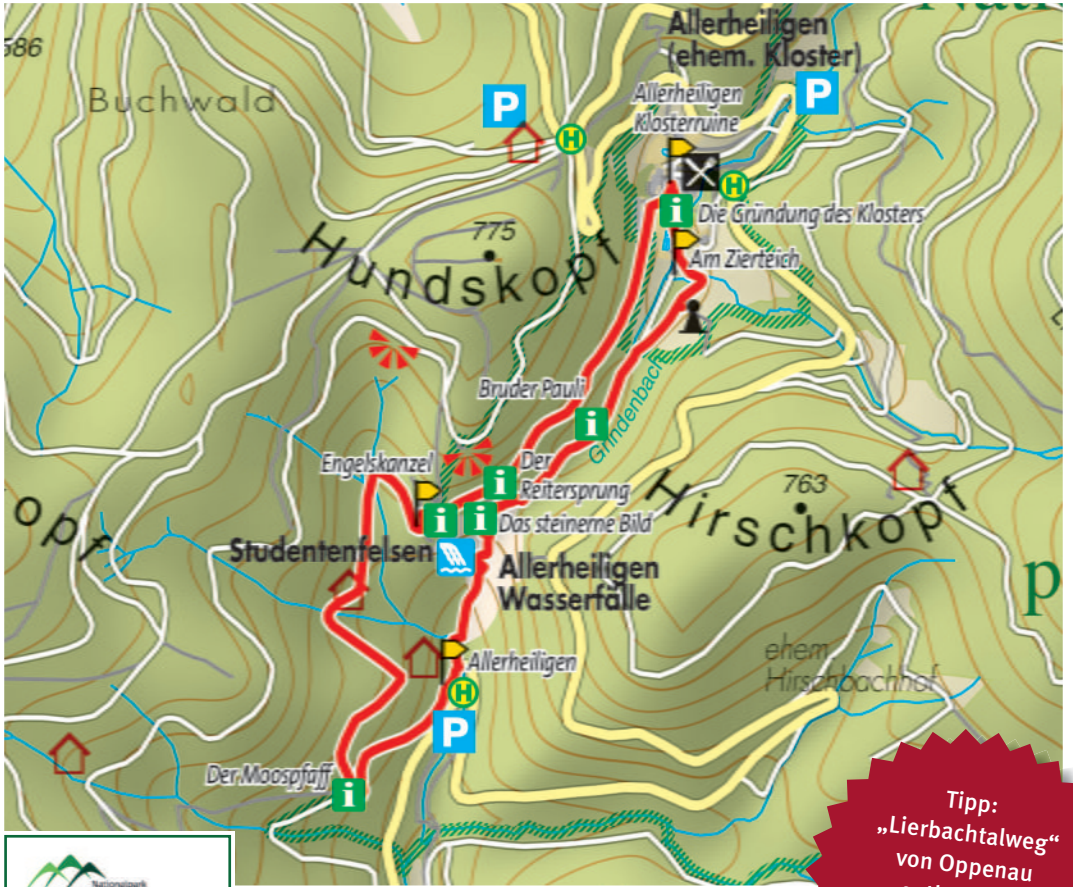 586
Buchwald
Allerheiligen
(ehem. Kloster)
P
P
Allerheiligen
Klosterruine
H
H
i
Die Gründung des Klosters
775
Hundskopf
Am Zierteich
Bruder Pauli
i
Grindenbach
Engelskanzel
i
Der
Reitersprung
i
i
Das steinerne Bild
763
Hirschkopf
opf
Studentenfelsen
Allerheiligen
Wasserfälle
p
ehem.
Hirschbachhof
Allerheiligen
H
P
Der Moospfaff
i
Tipp:
„Lierbachtalweg“
von Oppenau
Nationalpark